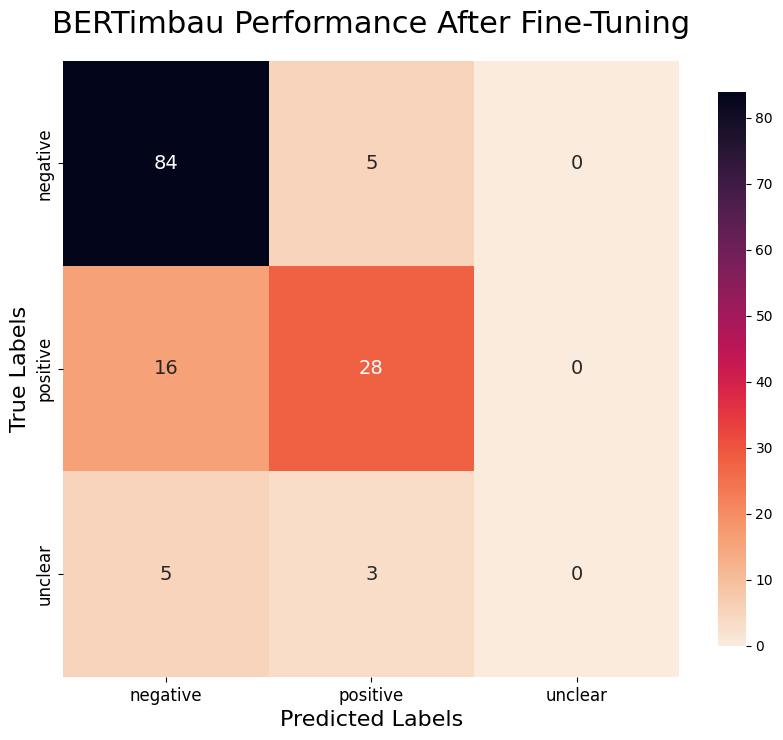 BERTimbau Performance After Fine-Tuning
True Labels
negative
84
5
0
positive
16
28
0
unclear
5
3
0
negative positive unclear
Predicted Labels
80
70
60
50
40
30
20
10
0